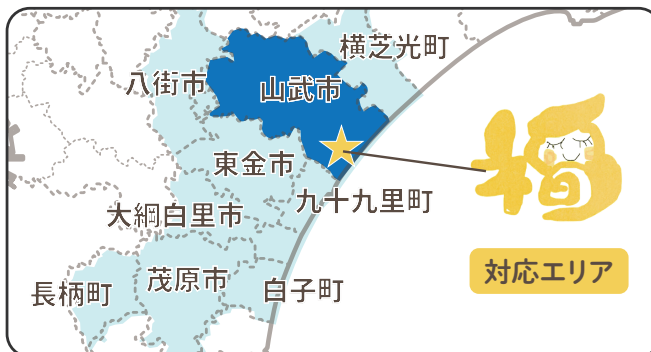 横芝光町
八街市
山武市
東金市
九十九里町
大網白里市
茂原市
長柄町
白子町
対応エリア